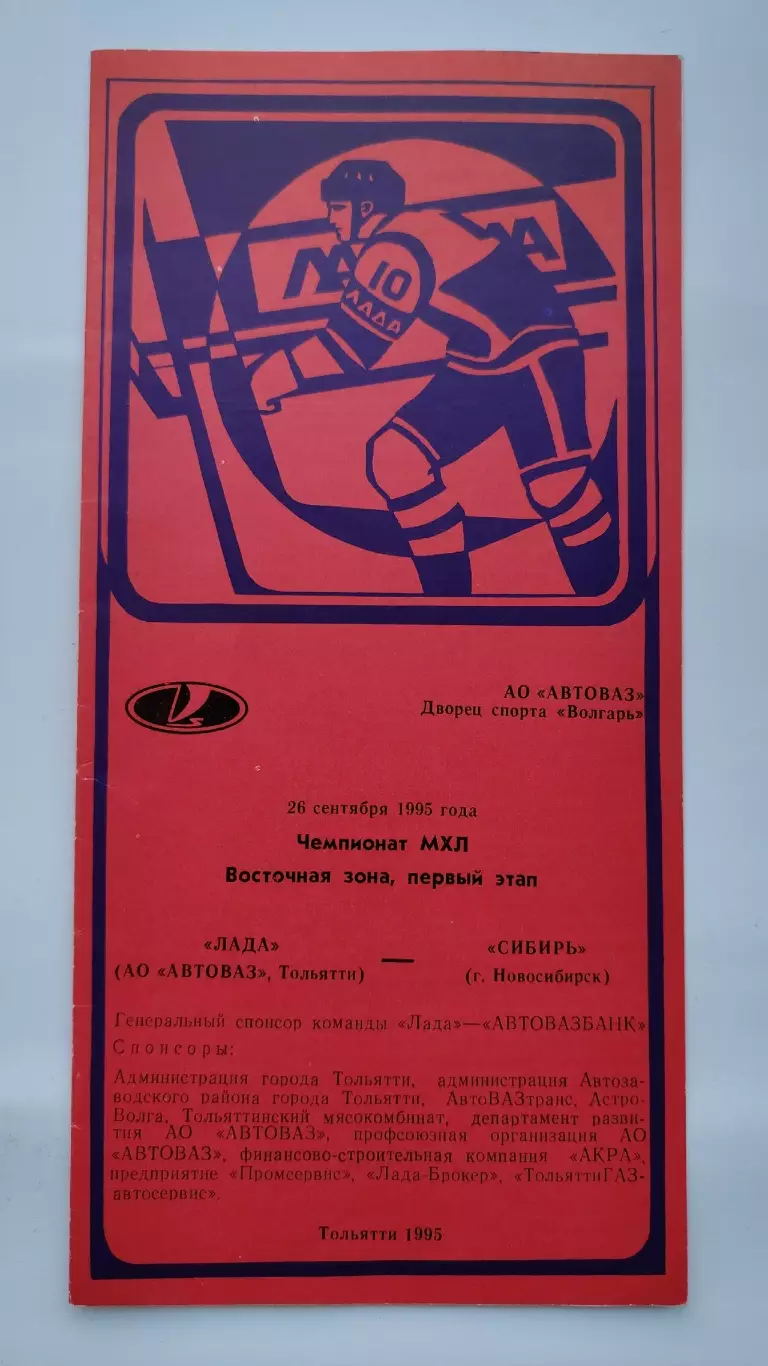 ЛА
ДА
10
ЛАДА
АО «АВТОВАЗ»
Дворец спорта «Волгарь»
26 сентября 1995 года
Чемпионат МХЛ
Восточная зона, первый этап
«ЛАДА» — «СИБИРЬ»
(АО «АВТОВАЗ», Тольятти) (г. Новосибирск)
Генеральный спонсор команды «Лада»—«АВТОВАЗБАНК»
Спонсоры:
Администрация города Тольятти, администрация Автоза-
водского района города Тольятти, АвтоВАЗтранс, Астро-
Волга, Тольяттинский мясокомбинат, департамент разви-
тия АО «АВТОВАЗ», профсоюзная организация АО
«АВТОВАЗ», финансово-строительная компания «АКРА»,
предприятие «Промсервис», «Лада-Брокер», «ТольяттиГАЗ-
автосервис».
Тольятти 1995